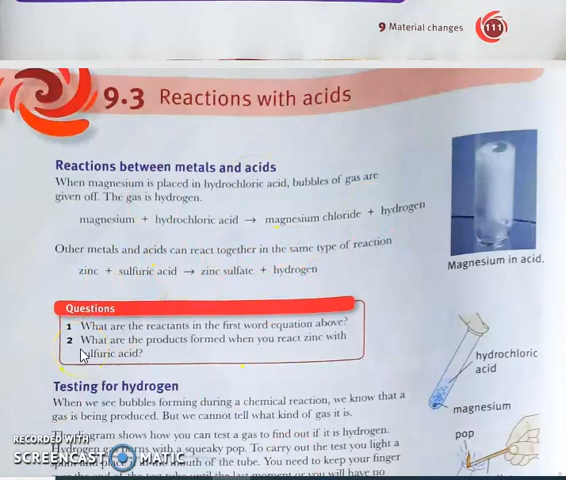 9 Material changes 111
9.3 Reactions with acids
Reactions between metals and acids
When magnesium is placed in hydrochloric acid, bubbles of gas are
given off. The gas is hydrogen.
magnesium + hydrochloric acid → magnesium chloride + hydrogen
Magnesium in acid.
Other metals and acids can react together in the same type of reaction
zinc + sulfuric acid → zinc sulfate + hydrogen
Questions
1 What are the reactants in the first word equation above?
2 What are the products formed when you react zinc with
sulfuric acid?
hydrochloric
acid
magnesium
pop
Testing for hydrogen
When we see bubbles forming during a chemical reaction, we know that a
gas is being produced. But we cannot tell what kind of gas it is.
The diagram shows how you can test a gas to find out if it is hydrogen.
Hydrogen gas burns with a squeaky pop. To carry out the test you light a
mouth of the tube. You need to keep your finger
RECORDED WITH
SCREENCAST MATIC